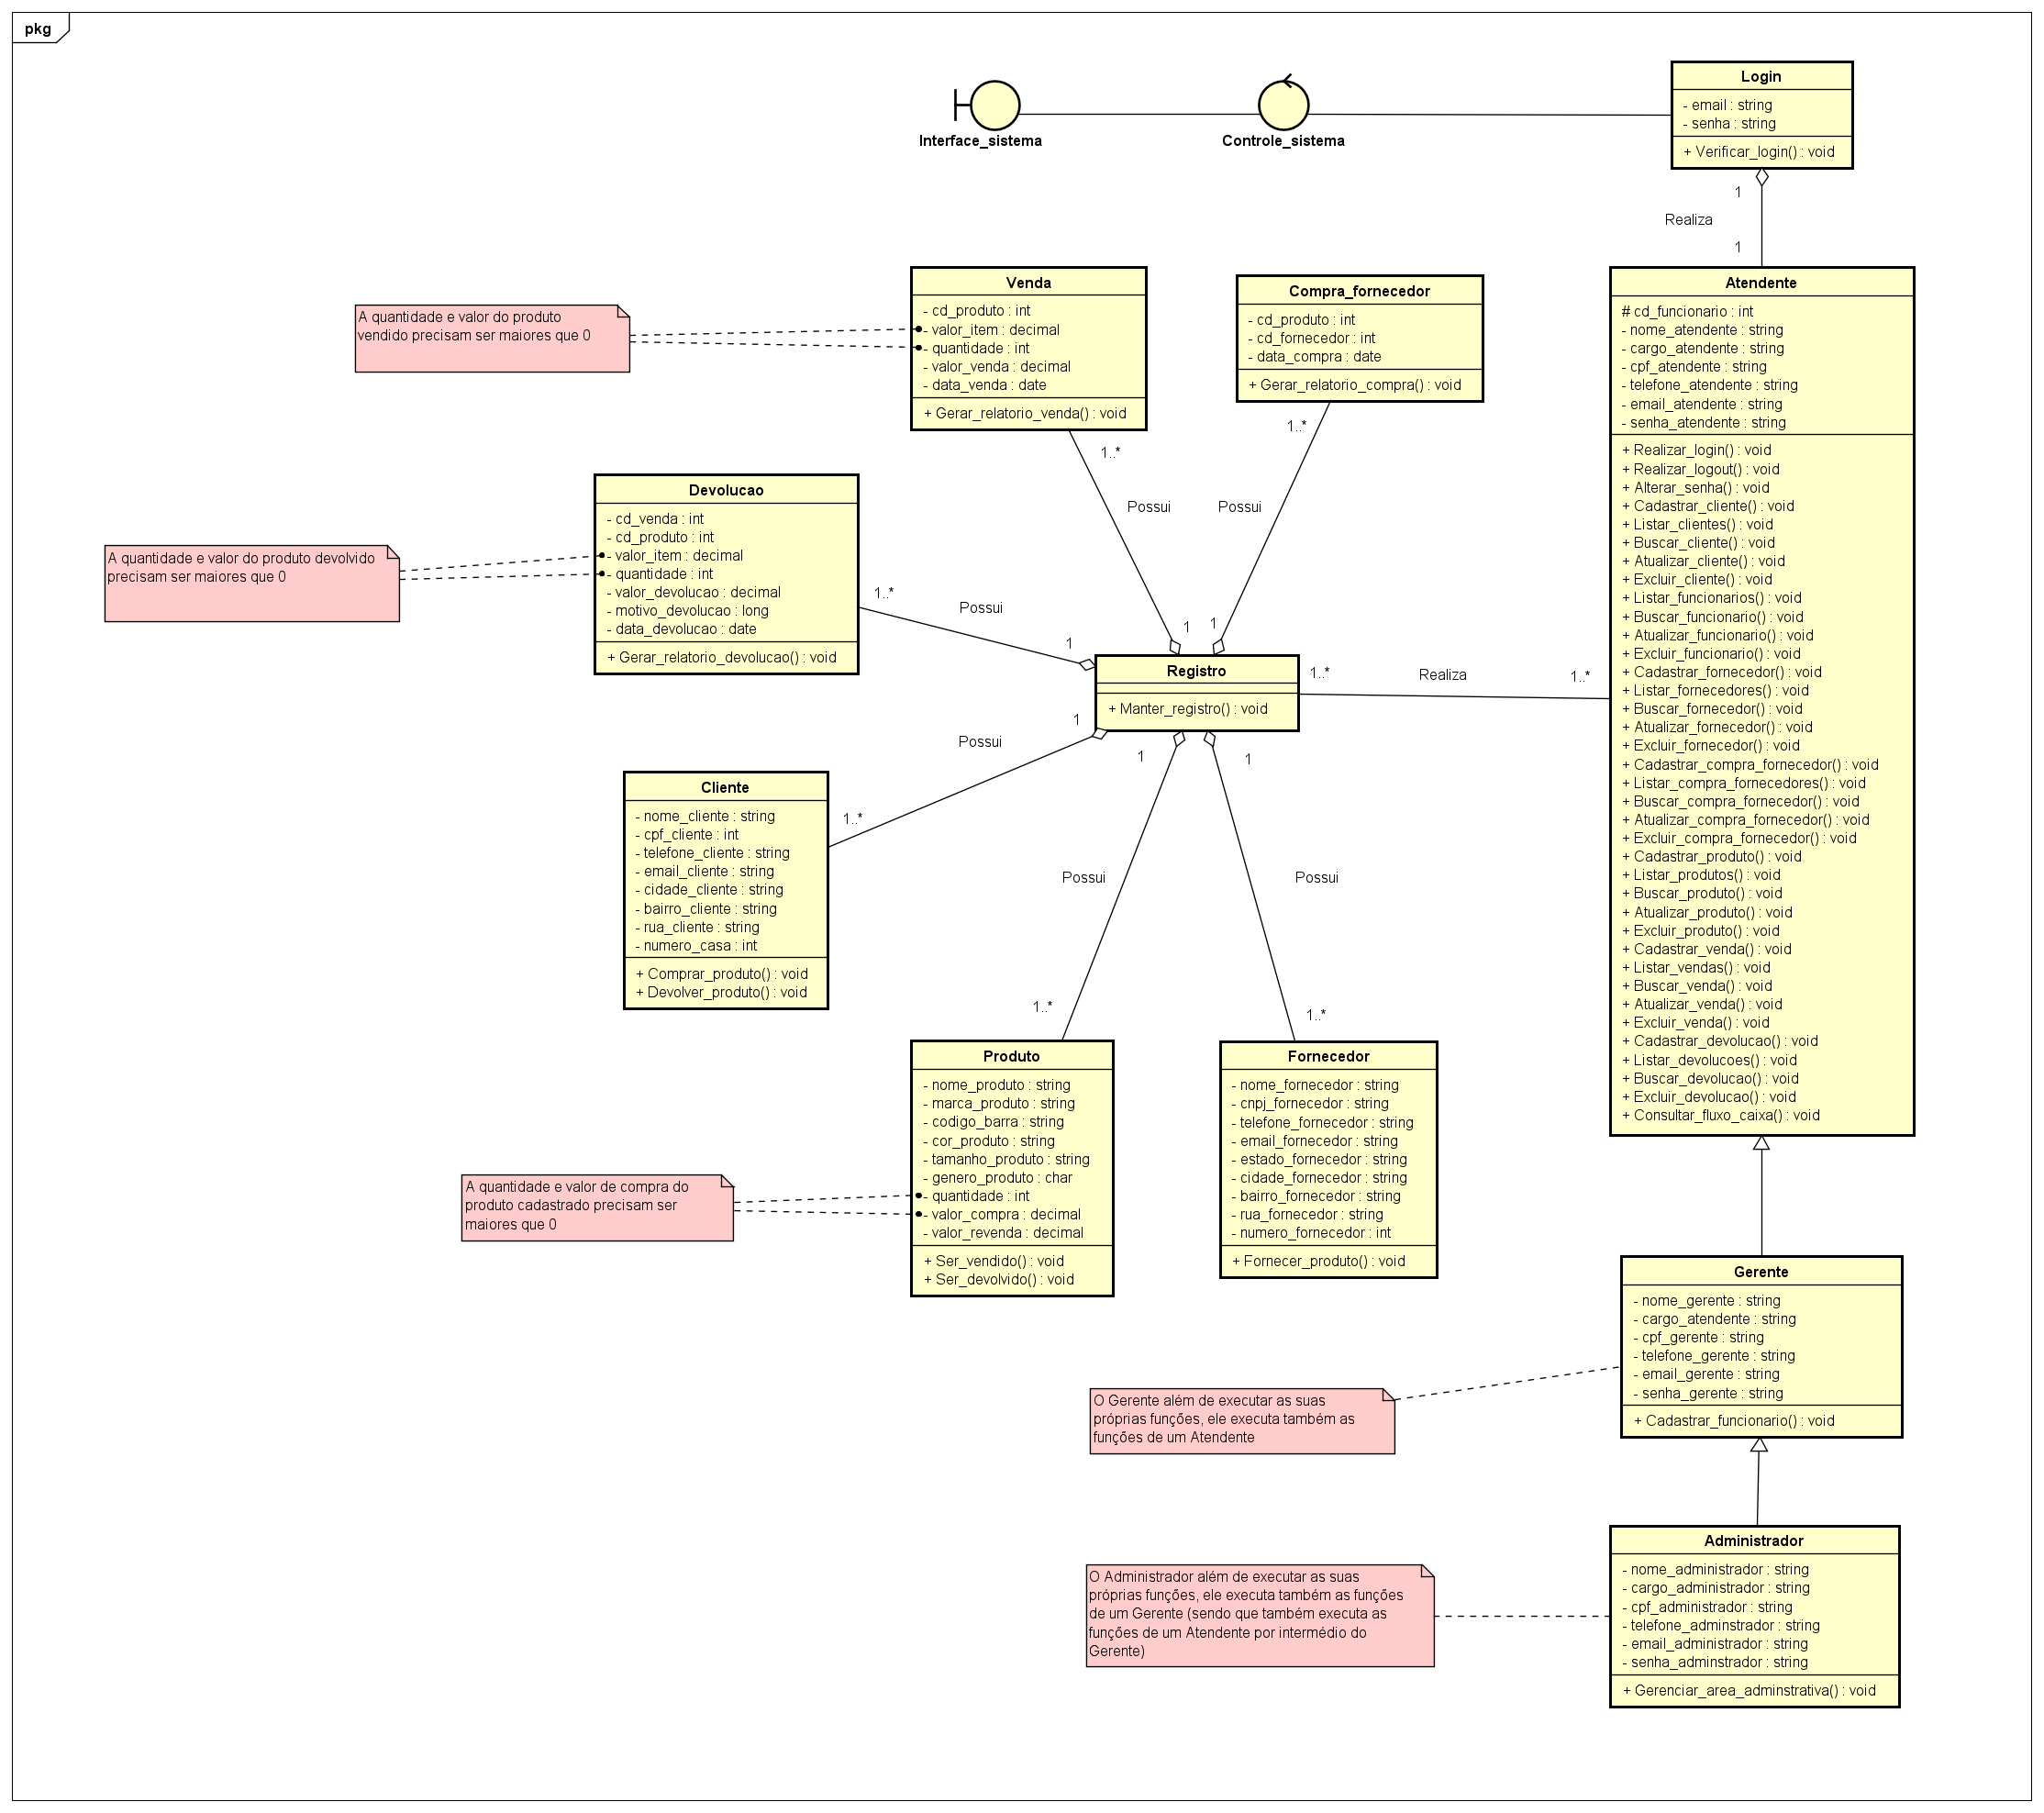 pkg
Interface_sistema
Controle_sistema
Login
- email : string
- senha : string
+ Verificar_login() : void
1
Realiza
1
Venda
- cd_produto : int
- valor_item : decimal
- quantidade : int
- valor_venda : decimal
- data_venda : date
+ Gerar_relatorio_venda() : void
Compra_fornecedor
- cd_produto : int
- cd_fornecedor : int
- data_compra : date
+ Gerar_relatorio_compra() : void
Atendente
# cd_funcionario : int
- nome_atendente : string
- cargo_atendente : string
- cpf_atendente : string
- telefone_atendente : string
- email_atendente : string
- senha_atendente : string
+ Realizar_login() : void
+ Realizar_logout() : void
+ Alterar_senha() : void
+ Cadastrar_cliente() : void
+ Listar_clientes() : void
+ Buscar_cliente() : void
+ Atualizar_cliente() : void
+ Excluir_cliente() : void
+ Listar_funcionarios() : void
+ Buscar_funcionario() : void
+ Atualizar_funcionario() : void
+ Excluir_funcionario() : void
+ Cadastrar_fornecedor() : void
+ Listar_fornecedores() : void
+ Buscar_fornecedor() : void
+ Atualizar_fornecedor() : void
+ Excluir_fornecedor() : void
+ Cadastrar_compra_fornecedor() : void
+ Listar_compra_fornecedores() : void
+ Buscar_compra_fornecedor() : void
+ Atualizar_compra_fornecedor() : void
+ Excluir_compra_fornecedor() : void
+ Cadastrar_produto() : void
+ Listar_produtos() : void
+ Buscar_produto() : void
+ Atualizar_produto() : void
+ Excluir_produto() : void
+ Cadastrar_venda() : void
+ Listar_vendas() : void
+ Buscar_venda() : void
+ Atualizar_venda() : void
+ Excluir_venda() : void
+ Cadastrar_devolucao() : void
+ Listar_devolucoes() : void
+ Buscar_devolucao() : void
+ Excluir_devolucao() : void
+ Consultar_fluxo_caixa() : void
A quantidade e valor do produto
vendido precisam ser maiores que 0
1..*
Possui
1
1..*
Possui
1
Devolucao
- cd_venda : int
- cd_produto : int
- valor_item : decimal
- quantidade : int
- valor_devolucao : decimal
- motivo_devolucao : long
- data_devolucao : date
+ Gerar_relatorio_devolucao() : void
A quantidade e valor do produto devolvido
precisam ser maiores que 0
1..*
Possui
1
Registro
+ Manter_registro() : void
1..*
Realiza
1..*
1
Possui
1..*
Cliente
- nome_cliente : string
- cpf_cliente : int
- telefone_cliente : string
- email_cliente : string
- cidade_cliente : string
- bairro_cliente : string
- rua_cliente : string
- numero_casa : int
+ Comprar_produto() : void
+ Devolver_produto() : void
1
Possui
1..*
1
Possui
1..*
Produto
- nome_produto : string
- marca_produto : string
- codigo_barra : string
- cor_produto : string
- tamanho_produto : string
- genero_produto : char
- quantidade : int
- valor_compra : decimal
- valor_revenda : decimal
+ Ser_vendido() : void
+ Ser_devolvido() : void
Fornecedor
- nome_fornecedor : string
- cnpj_fornecedor : string
- telefone_fornecedor : string
- email_fornecedor : string
- estado_fornecedor : string
- cidade_fornecedor : string
- bairro_fornecedor : string
- rua_fornecedor : string
- numero_fornecedor : int
+ Fornecer_produto() : void
A quantidade e valor de compra do
produto cadastrado precisam ser
maiores que 0
Gerente
- nome_gerente : string
- cargo_atendente : string
- cpf_gerente : string
- telefone_gerente : string
- email_gerente : string
- senha_gerente : string
+ Cadastrar_funcionario() : void
O Gerente além de executar as suas
próprias funções, ele executa também as
funções de um Atendente
Administrador
- nome_administrador : string
- cargo_administrador : string
- cpf_administrador : string
- telefone_adminstrador : string
- email_administrador : string
- senha_adminstrador : string
+ Gerenciar_area_adminstrativa() : void
O Administrador além de executar as suas
próprias funções, ele executa também as funções
de um Gerente (sendo que também executa as
funções de um Atendente por intermédio do
Gerente)